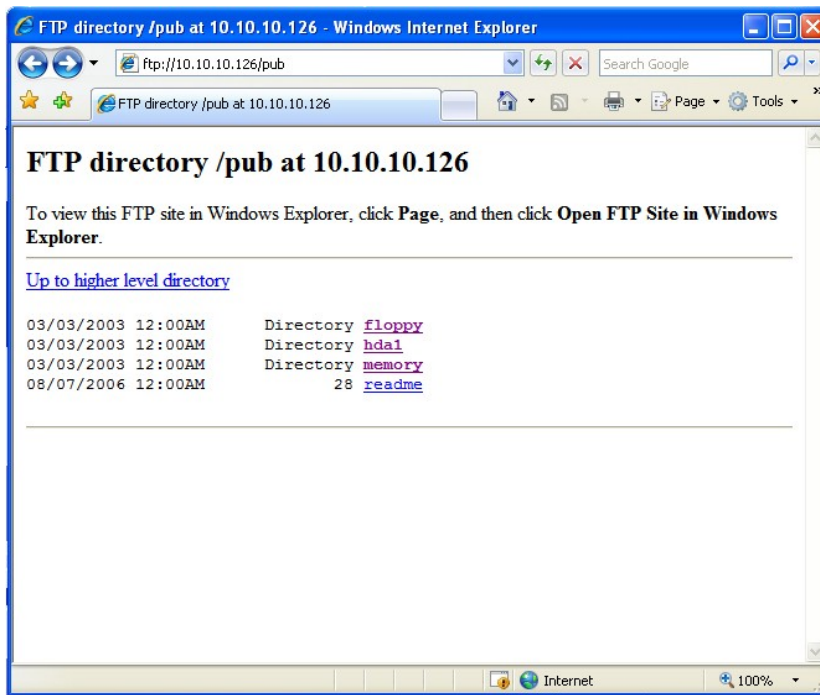 FTP directory /pub at 10.10.10.126 - Windows Internet Explorer
ftp://10.10.10.126/pub
Search Google
FTP directory /pub at 10.10.10.126
Page
Tools
»
FTP directory /pub at 10.10.10.126
To view this FTP site in Windows Explorer, click Page, and then click Open FTP Site in Windows
Explorer.
Up to higher level directory
03/03/2003 12:00AM Directory floppy
03/03/2003 12:00AM Directory hda1
03/03/2003 12:00AM Directory memory
08/07/2006 12:00AM 28 readme
Internet
100%